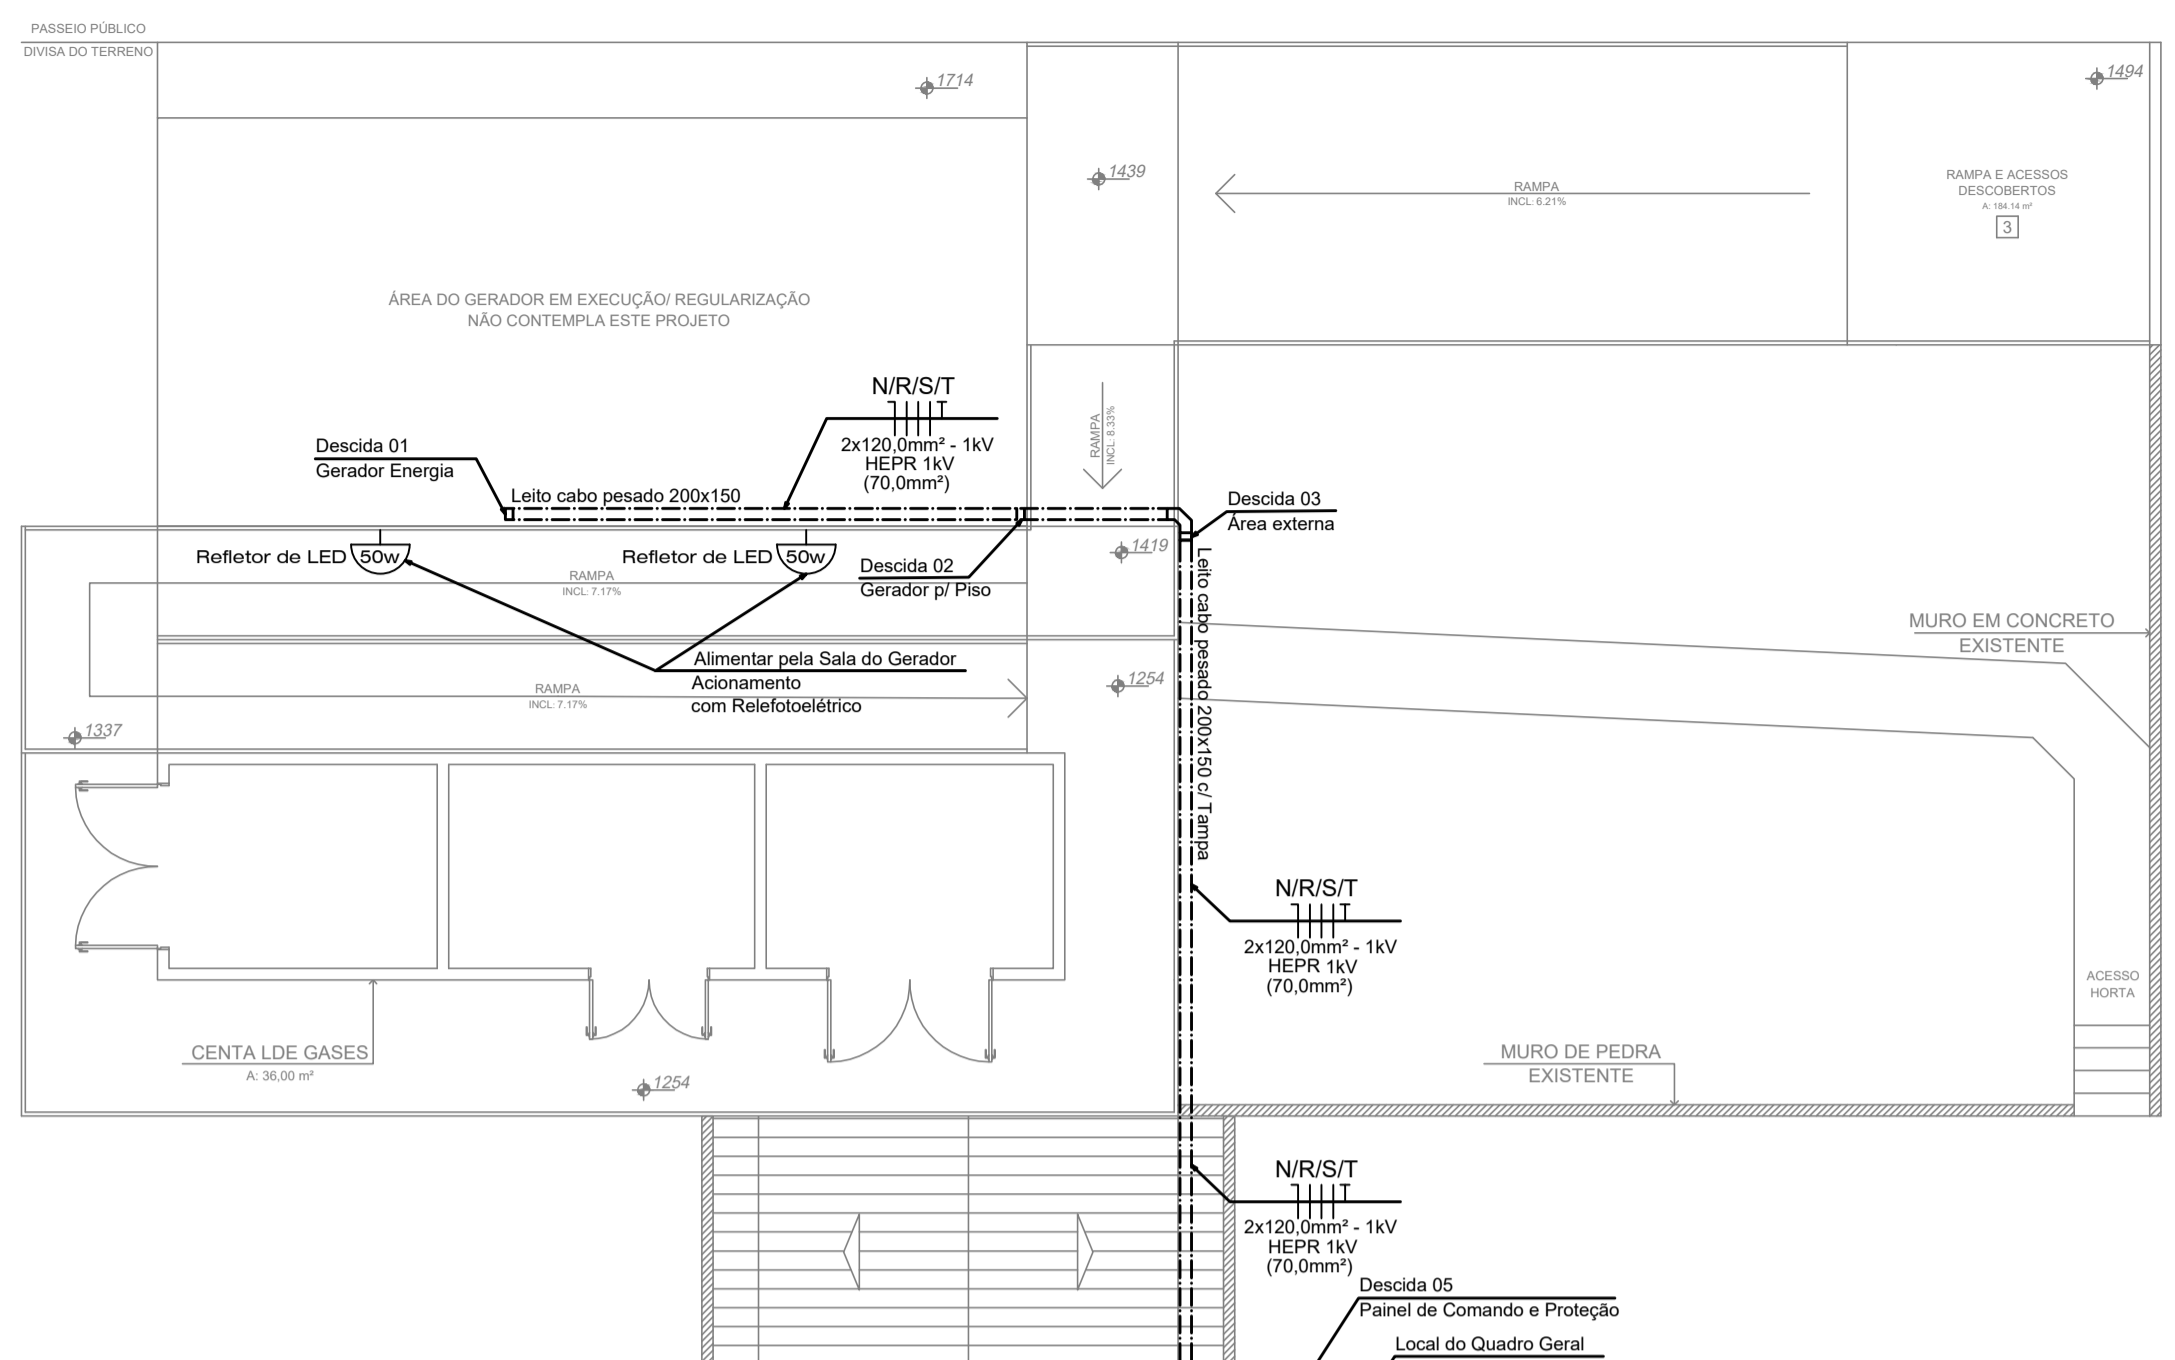 PASSEIO PÚBLICO
DIVISA DO TERRENO
1714
1494
1439
RAMPA
INCL: 6.21%
RAMPA E ACESSOS
DESCOBERTOS
A: 184.14 m²
3
ÁREA DO GERADOR EM EXECUÇÃO/ REGULARIZAÇÃO
NÃO CONTEMPLA ESTE PROJETO
N/R/S/T
2x120,0mm² - 1kV
HEPR 1kV
(70,0mm²)
RAMPA
INCL: 8.33%
Descida 01
Gerador Energia
Leito cabo pesado 200x150
Descida 03
Área externa
Refletor de LED
50w
Refletor de LED
50w
Descida 02
Gerador p/ Piso
1419
RAMPA
INCL: 7.17%
Leito cabo pesado 200x150 c/ Tampa
MURO EM CONCRETO
EXISTENTE
Alimentar pela Sala do Gerador
Acionamento
com Relefotoelétrico
1254
RAMPA
INCL: 7.17%
1337
N/R/S/T
2x120,0mm² - 1kV
HEPR 1kV
(70,0mm²)
ACESSO
HORTA
CENTA LDE GASES
A: 36,00 m²
1254
MURO DE PEDRA
EXISTENTE
N/R/S/T
2x120,0mm² - 1kV
HEPR 1kV
(70,0mm²)
Descida 05
Painel de Comando e Proteção
Local do Quadro Geral